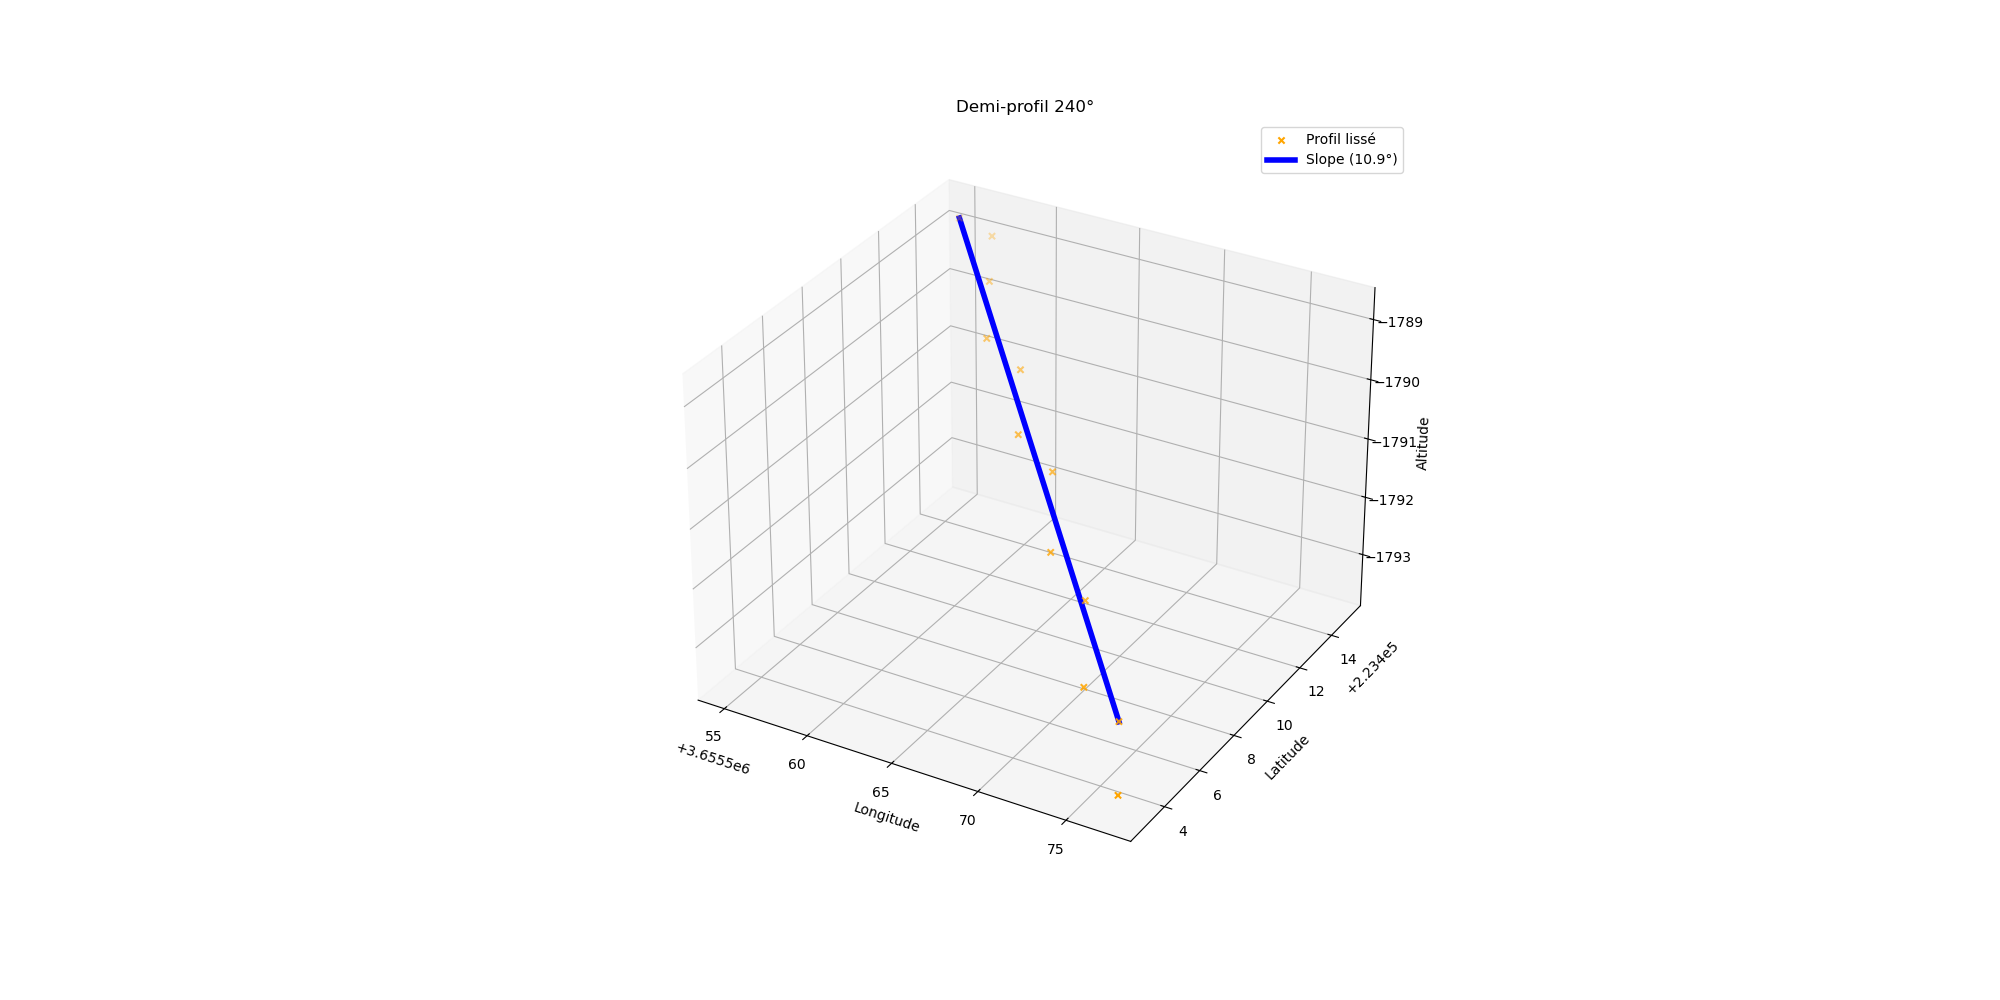 Demi-profil 240°
Profil lissé
Slope (10.9°)
−1789
−1790
−1791
−1792
−1793
Altitude
14
12
10
8
6
4
+2.234e5
Latitude
55
60
65
70
75
+3.6555e6
Longitude